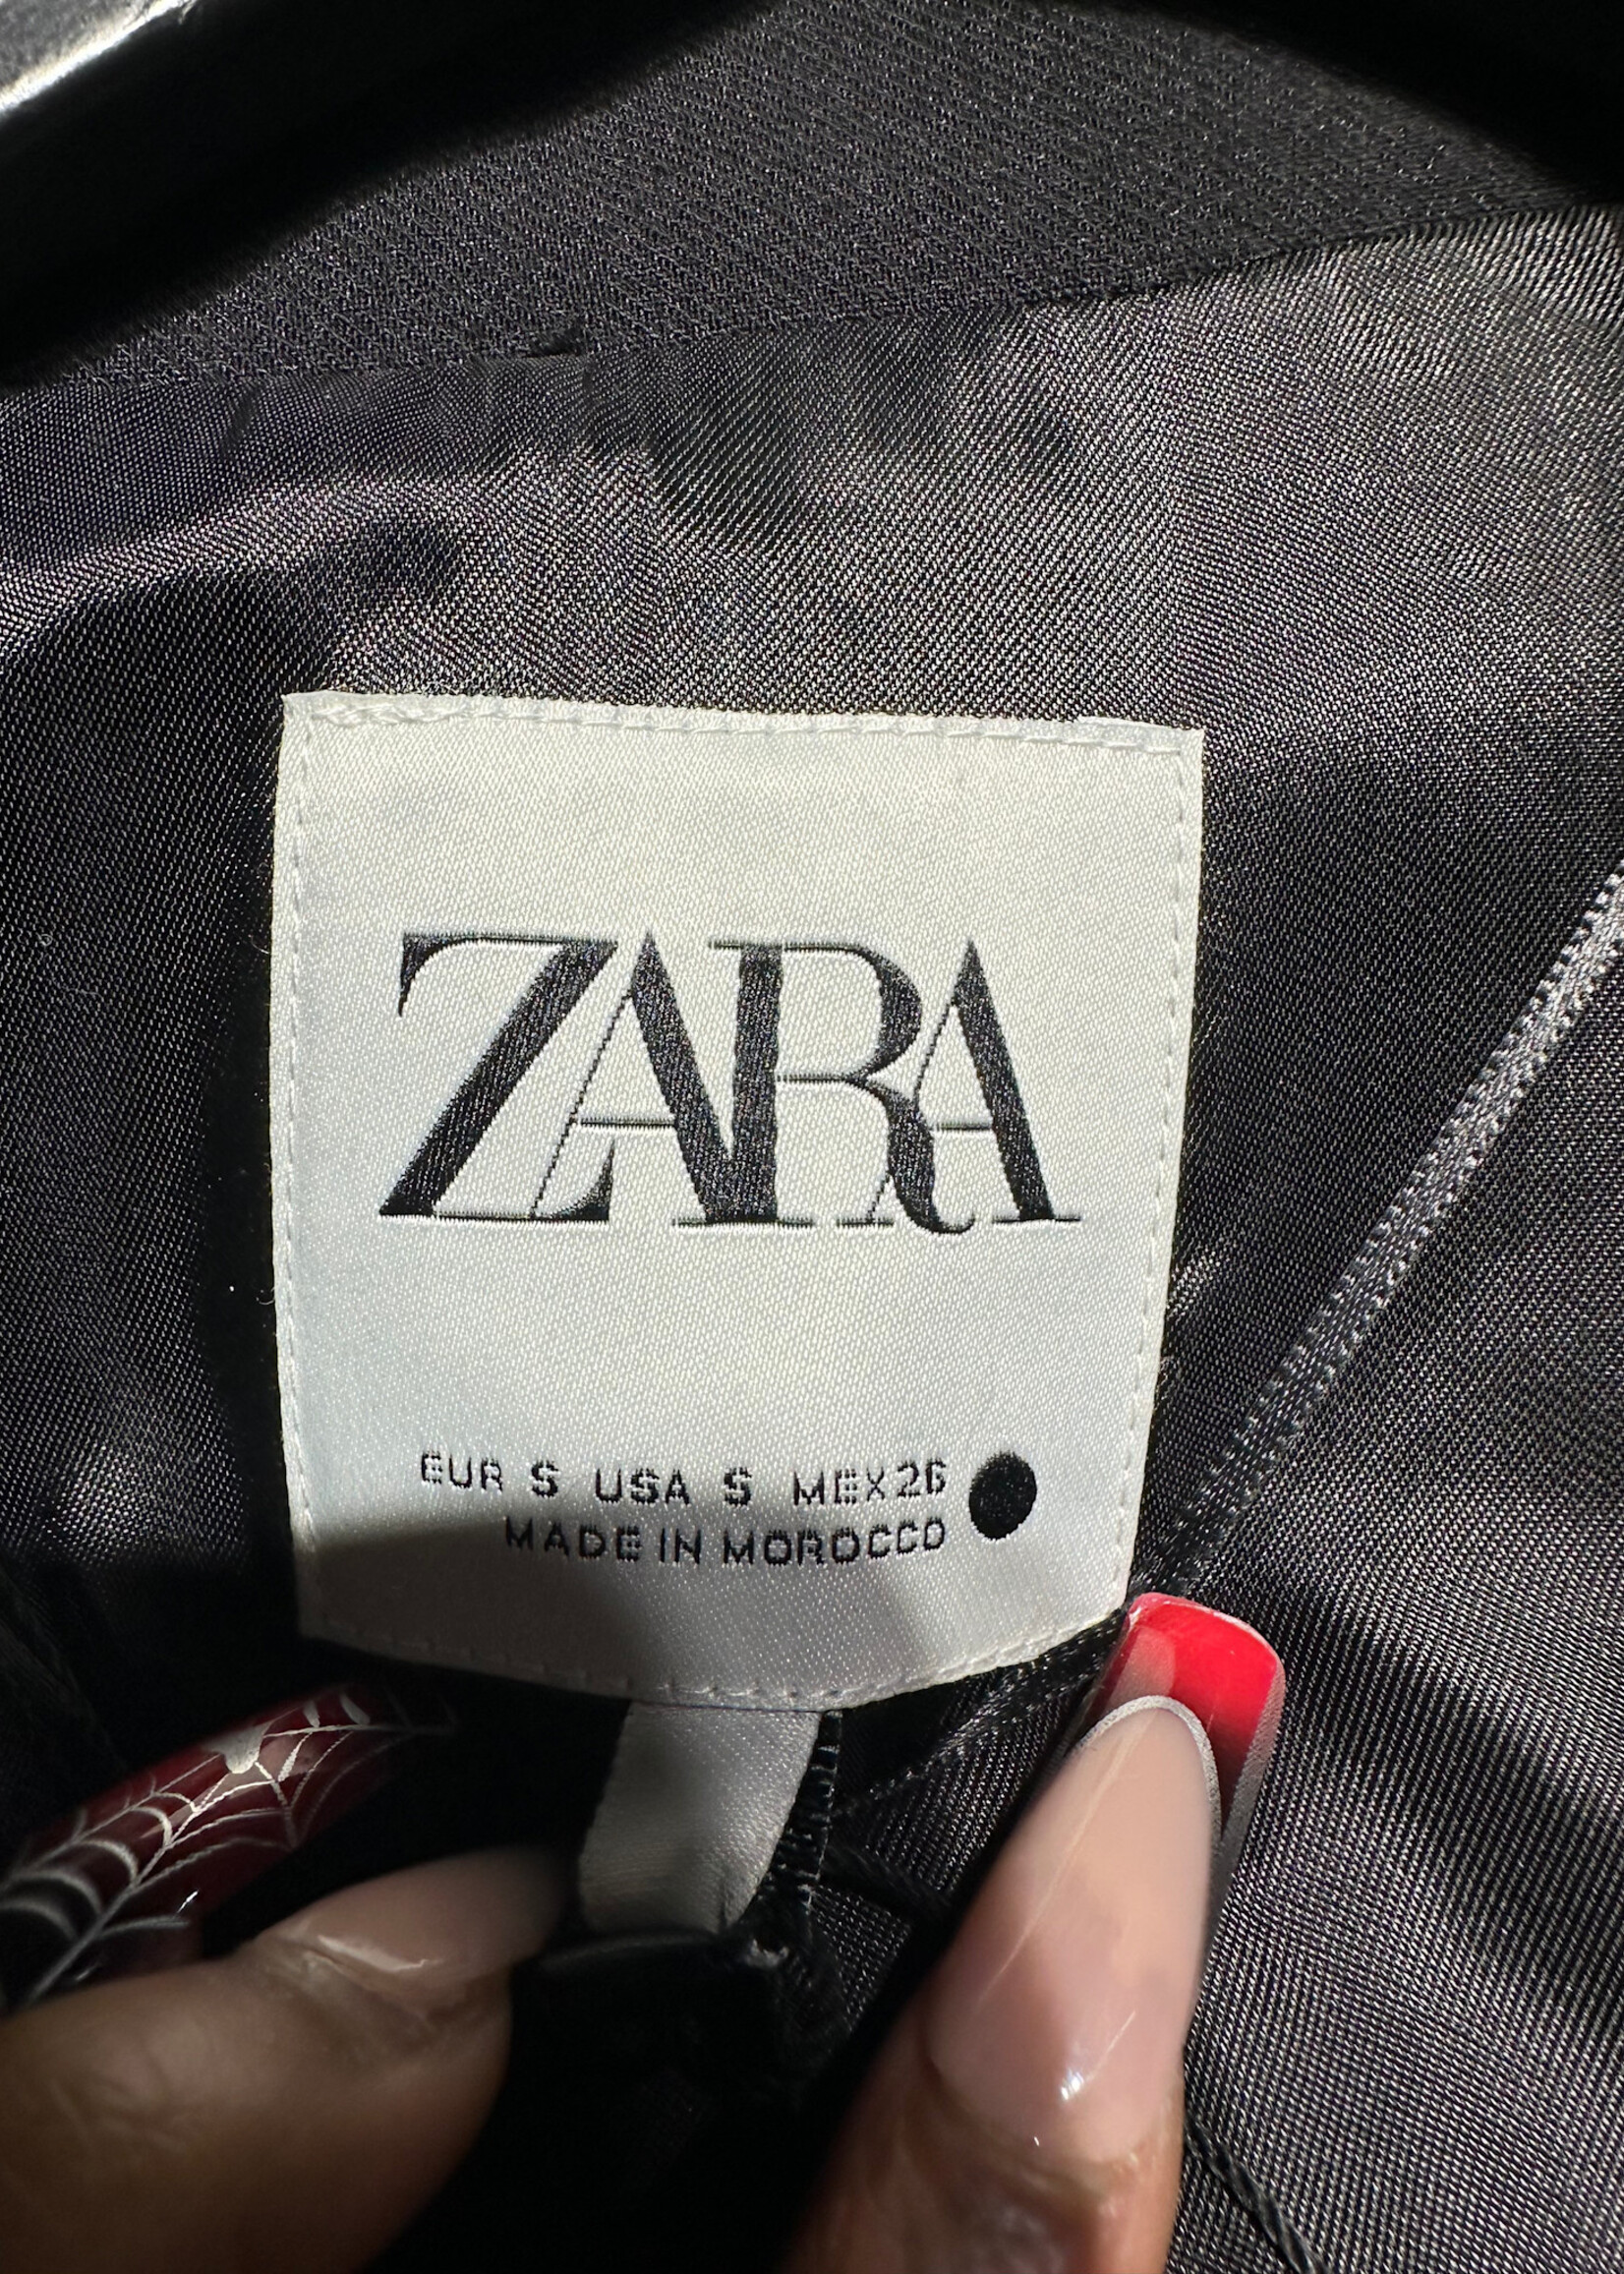 ZARA
EUR S USA S MEX 26
MADE IN MOROCCO